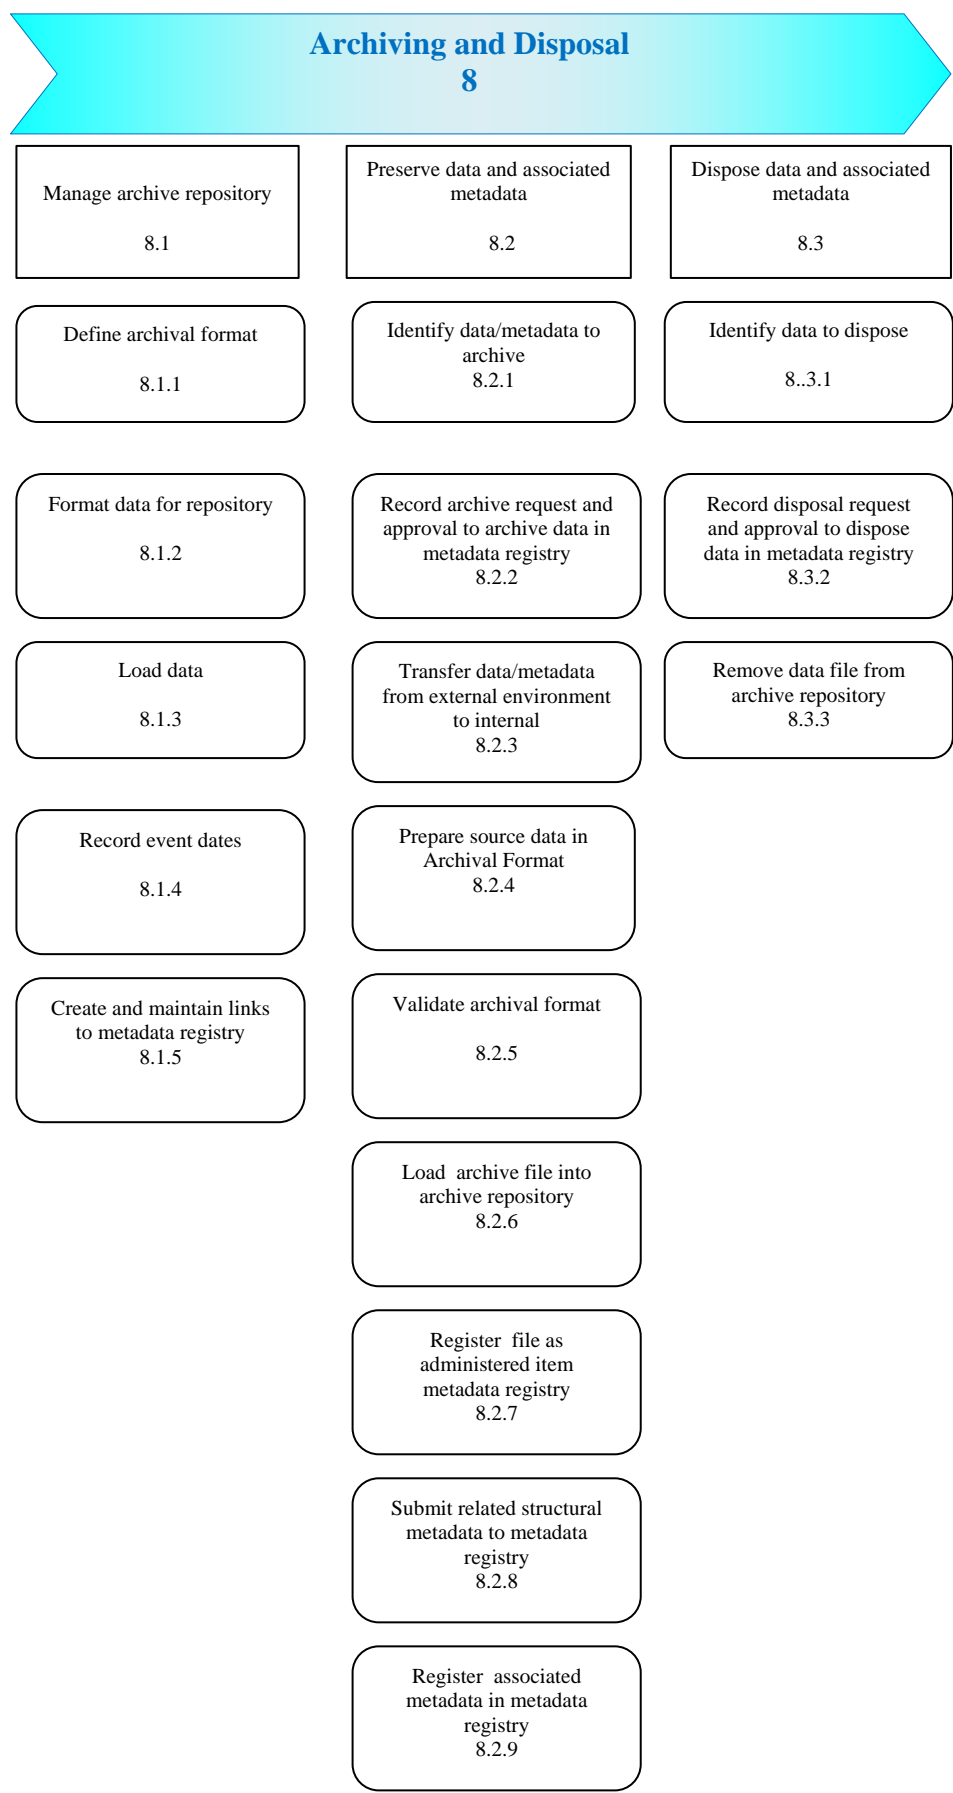 Archiving and Disposal
8
Manage archive repository
8.1
Preserve data and associated
metadata
8.2
Dispose data and associated
metadata
8.3
Define archival format
8.1.1
Identify data/metadata to
archive
8.2.1
Identify data to dispose
8..3.1
Format data for repository
8.1.2
Record archive request and
approval to archive data in
metadata registry
8.2.2
Record disposal request
and approval to dispose
data in metadata registry
8.3.2
Load data
8.1.3
Transfer data/metadata
from external environment
to internal
8.2.3
Remove data file from
archive repository
8.3.3
Record event dates
8.1.4
Prepare source data in
Archival Format
8.2.4
Create and maintain links
to metadata registry
8.1.5
Validate archival format
8.2.5
Load  archive file into
archive repository
8.2.6
Register  file as
administered item
metadata registry
8.2.7
Submit related structural
metadata to metadata
registry
8.2.8
Register  associated
metadata in metadata
registry
8.2.9